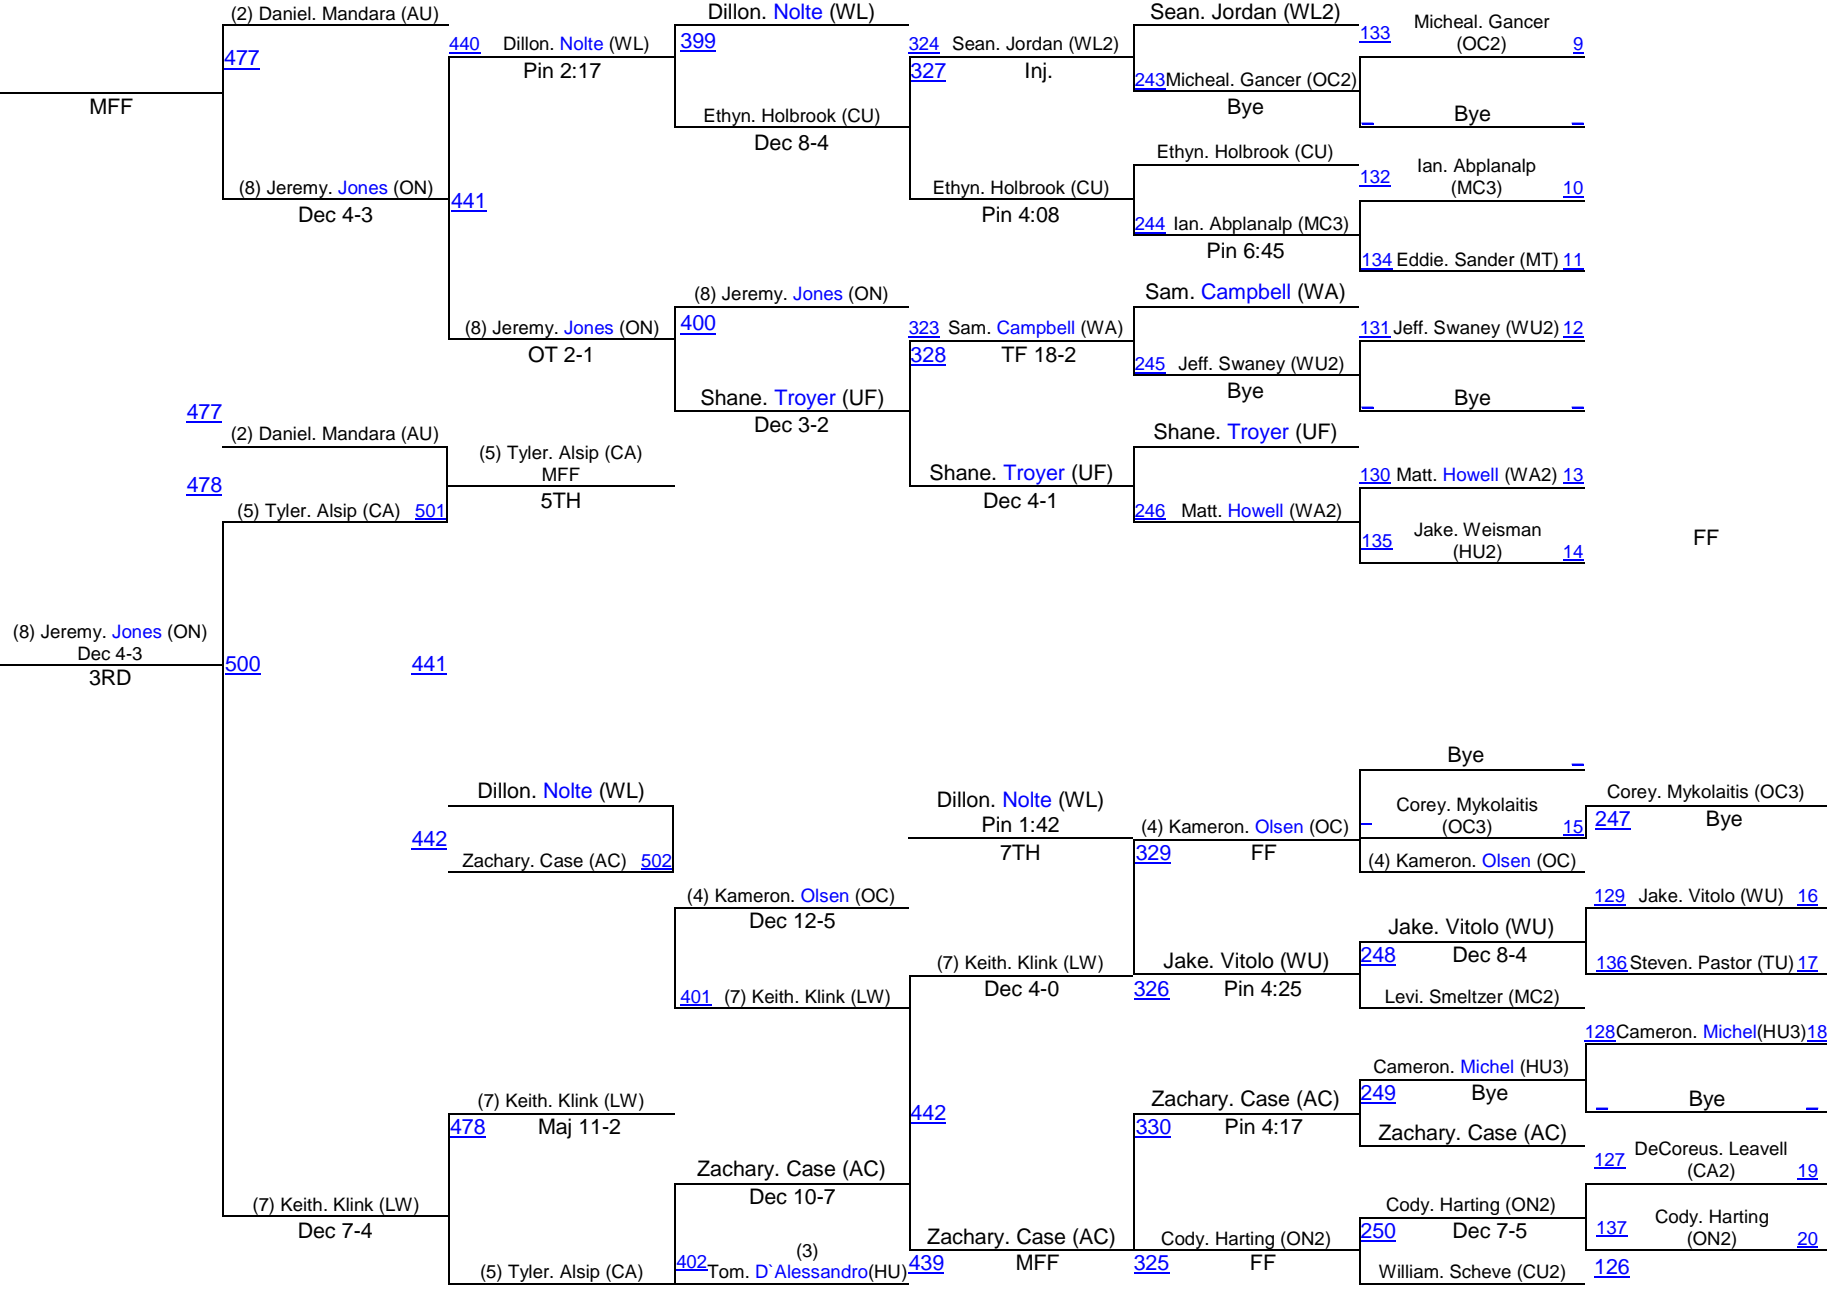 (2) Daniel. Mandara (AU)
477
MFF
(8) Jeremy. Jones (ON)
Dec 4-3
440 Dillon. Nolte (WL)
Pin 2:17
441
(8) Jeremy. Jones (ON)
OT 2-1
Dillon. Nolte (WL)
399
Ethyn. Holbrook (CU)
Dec 8-4
(8) Jeremy. Jones (ON)
400
Shane. Troyer (UF)
Dec 3-2
324 Sean. Jordan (WL2)
327 Inj.
Ethyn. Holbrook (CU)
Pin 4:08
323 Sam. Campbell (WA)
328 TF 18-2
Shane. Troyer (UF)
Dec 4-1
Sean. Jordan (WL2)
243 Micheal. Gancer (OC2)
Bye
Ethyn. Holbrook (CU)
244 Ian. Abplanalp (MC3)
Pin 6:45
Sam. Campbell (WA)
245 Jeff. Swaney (WU2)
Bye
Shane. Troyer (UF)
246 Matt. Howell (WA2)
133 Micheal. Gancer
(OC2) 9
_ Bye _
132 Ian. Abplanalp
(MC3) 10
134 Eddie. Sander (MT) 11
131 Jeff. Swaney (WU2) 12
_ Bye _
130 Matt. Howell (WA2) 13
135 Jake. Weisman
(HU2) 14
FF
477
(2) Daniel. Mandara (AU)
478
(5) Tyler. Alsip (CA) 501
(5) Tyler. Alsip (CA)
MFF
5TH
(8) Jeremy. Jones (ON)
Dec 4-3
3RD
500
441
Dillon. Nolte (WL)
442
Zachary. Case (AC) 502
Dillon. Nolte (WL)
Pin 1:42
7TH
(4) Kameron. Olsen (OC)
Dec 12-5
401 (7) Keith. Klink (LW)
(7) Keith. Klink (LW)
Dec 4-0
(4) Kameron. Olsen (OC)
329 FF
Jake. Vitolo (WU)
326 Pin 4:25
Bye _
_ Corey. Mykolaitis
(OC3) 15
(4) Kameron. Olsen (OC)
Corey. Mykolaitis (OC3)
247 Bye
129 Jake. Vitolo (WU) 16
Jake. Vitolo (WU)
248 Dec 8-4
136 Steven. Pastor (TU) 17
Levi. Smeltzer (MC2)
128 Cameron. Michel(HU3) 18
Cameron. Michel (HU3)
249 Bye
_ Bye _
Zachary. Case (AC)
127 DeCoreus. Leavell
(CA2) 19
Cody. Harting (ON2)
250 Dec 7-5
137 Cody. Harting
(ON2) 20
William. Scheve (CU2)
126
(7) Keith. Klink (LW)
478 Maj 11-2
(7) Keith. Klink (LW)
Dec 7-4
(5) Tyler. Alsip (CA)
Zachary. Case (AC)
Dec 10-7
(3)
402 Tom. D`Alessandro(HU)
442
Zachary. Case (AC)
330 Pin 4:17
Zachary. Case (AC)
439 MFF
Cody. Harting (ON2)
325 FF